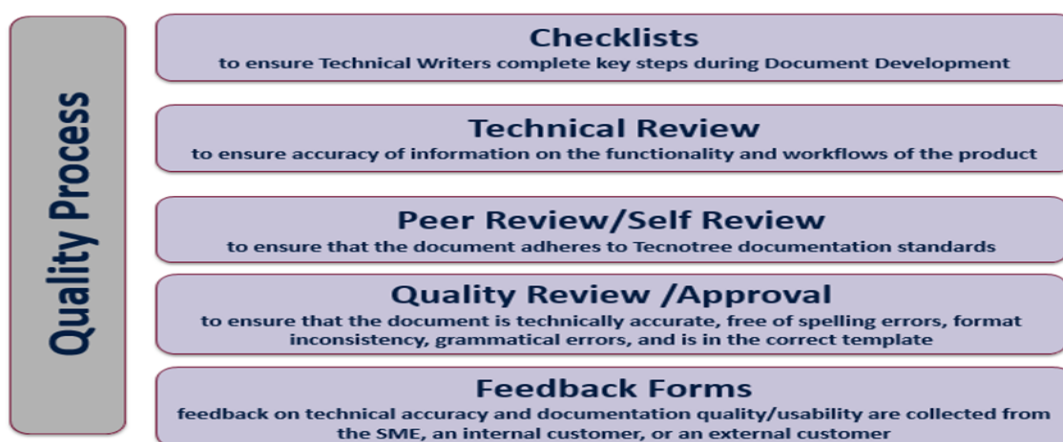 Quality Process
Checklists
to ensure Technical Writers complete key steps during Document Development
Technical Review
to ensure accuracy of information on the functionality and workflows of the product
Peer Review/Self Review
to ensure that the document adheres to Tecnotree documentation standards
Quality Review /Approval
to ensure that the document is technically accurate, free of spelling errors, format
inconsistency, grammatical errors, and is in the correct template
Feedback Forms
feedback on technical accuracy and documentation quality/usability are collected from
the SME, an internal customer, or an external customer